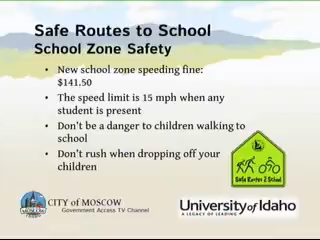 Safe Routes to School
School Zone Safety
• New school zone speeding fine:
$141.50
• The speed limit is 15 mph when any
student is present
• Don't be a danger to children walking to
school
• Don't rush when dropping off your
children
Safe Routes 2 School
MOSCOW
CITY of MOSCOW
Government Access TV Channel
University of Idaho
A LEGACY OF LEADING